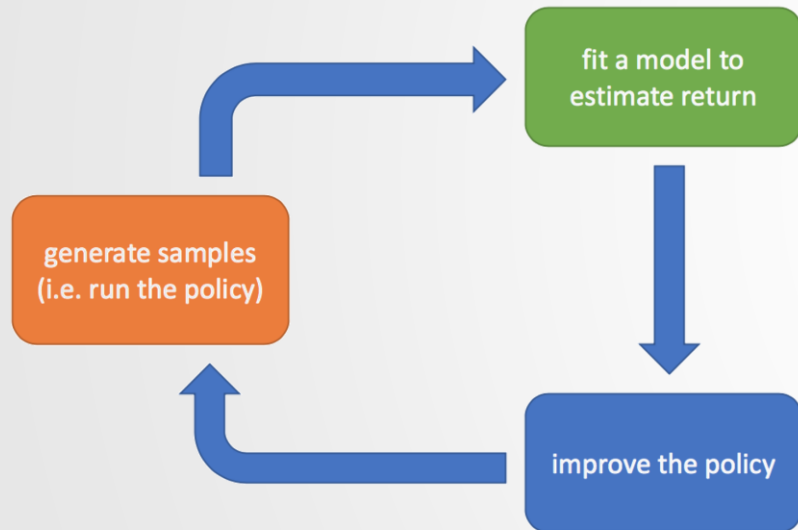 fit a model to
estimate return
generate samples
(i.e. run the policy)
improve the policy